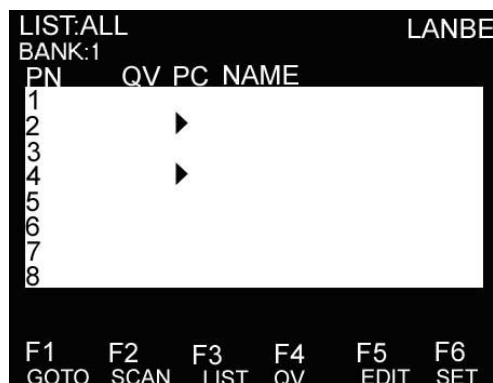 LIST:ALL LANBE
BANK:1
PN QV PC NAME
1
2
3
4
5
6
7
8
F1 F2 F3 F4 F5 F6
GOTO SCAN LIST QV EDIT SET